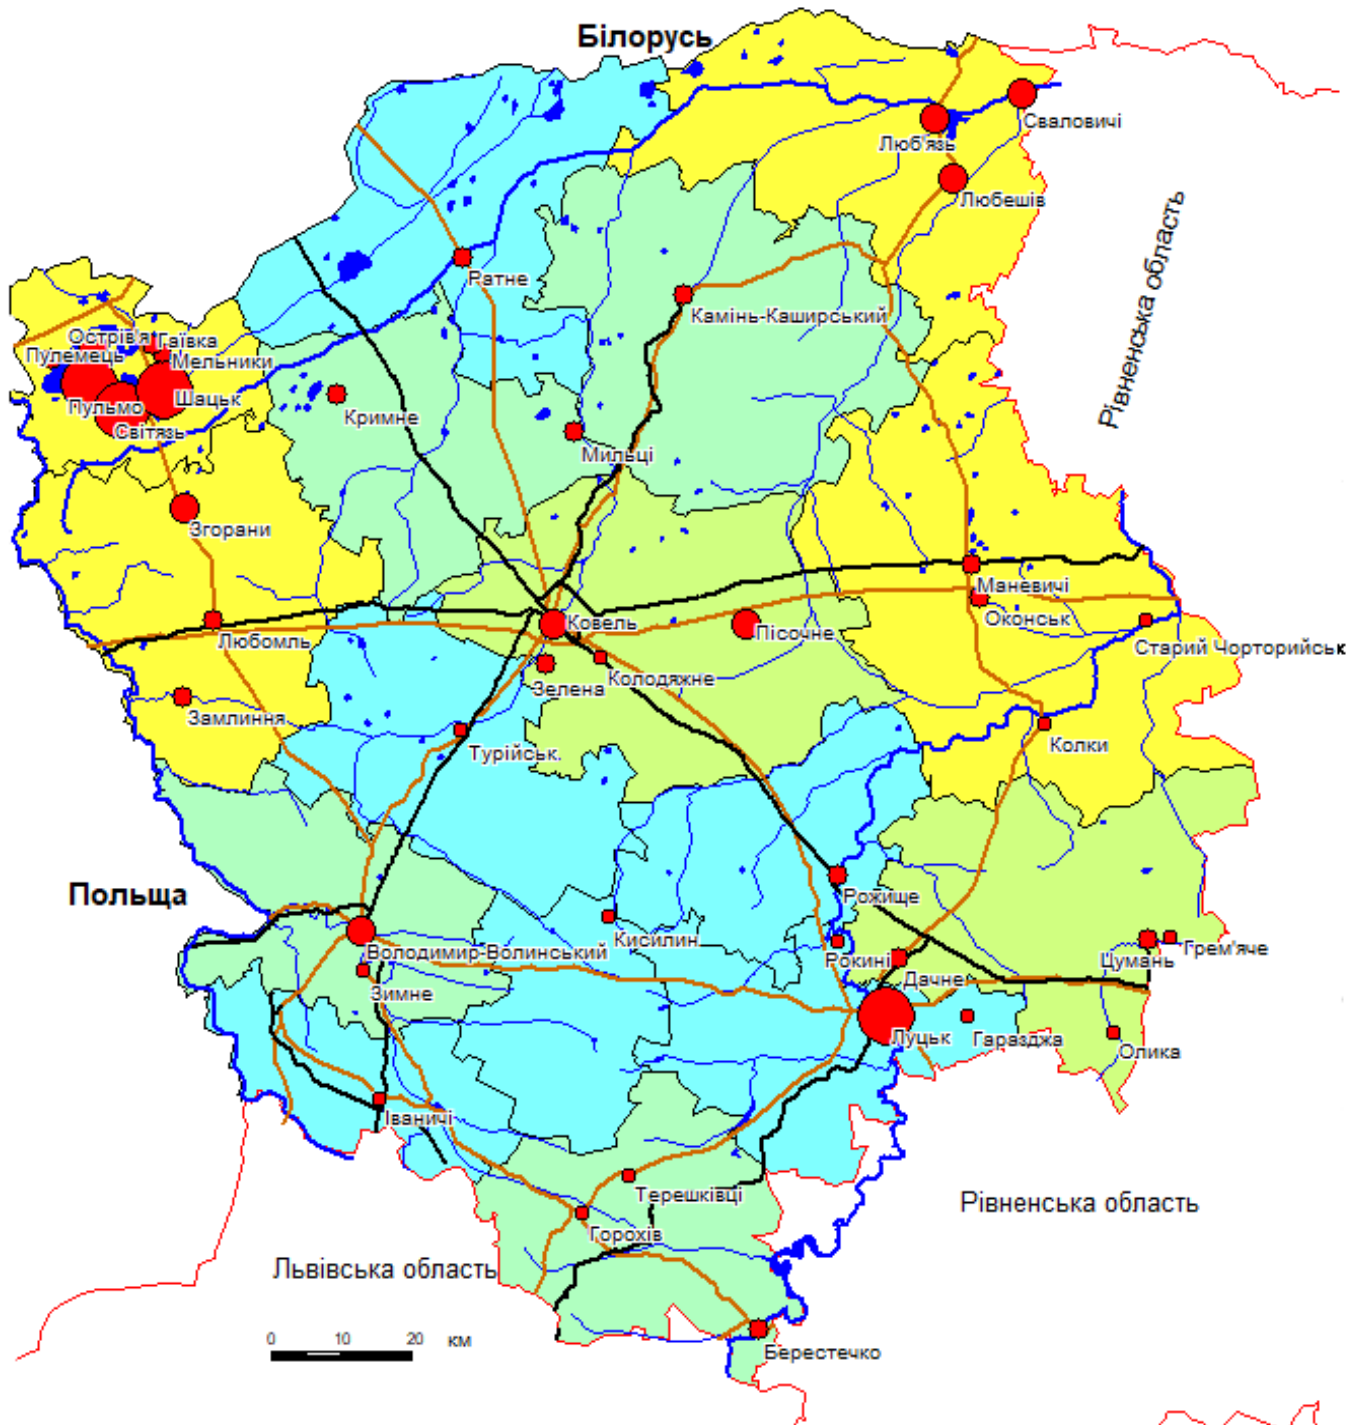 Білорусь
Сваловичі
Люб'язь
Любешів
Рівненська область
Ратне
Камінь-Каширський
Острів'я
Гаївка
Пулемець
Мельники
Шацьк
Пульмо
Світязь
Кримне
Мильці
Згорани
Маневичі
Оконськ
Ковель
Пісочне
Любомль
Старий Чорторийськ
Зелена
Колодяжне
Замлиння
Колки
Турійськ.
Польща
Рожище
Кисилин
Володимир-Волинський
Рокині
Цумань
Грем'яче
Зимне
Дачне
Луцьк
Гаразджа
Олика
Іваничі
Терешківці
Рівненська область
Горохів
Львівська область
0 10 20 км
Берестечко